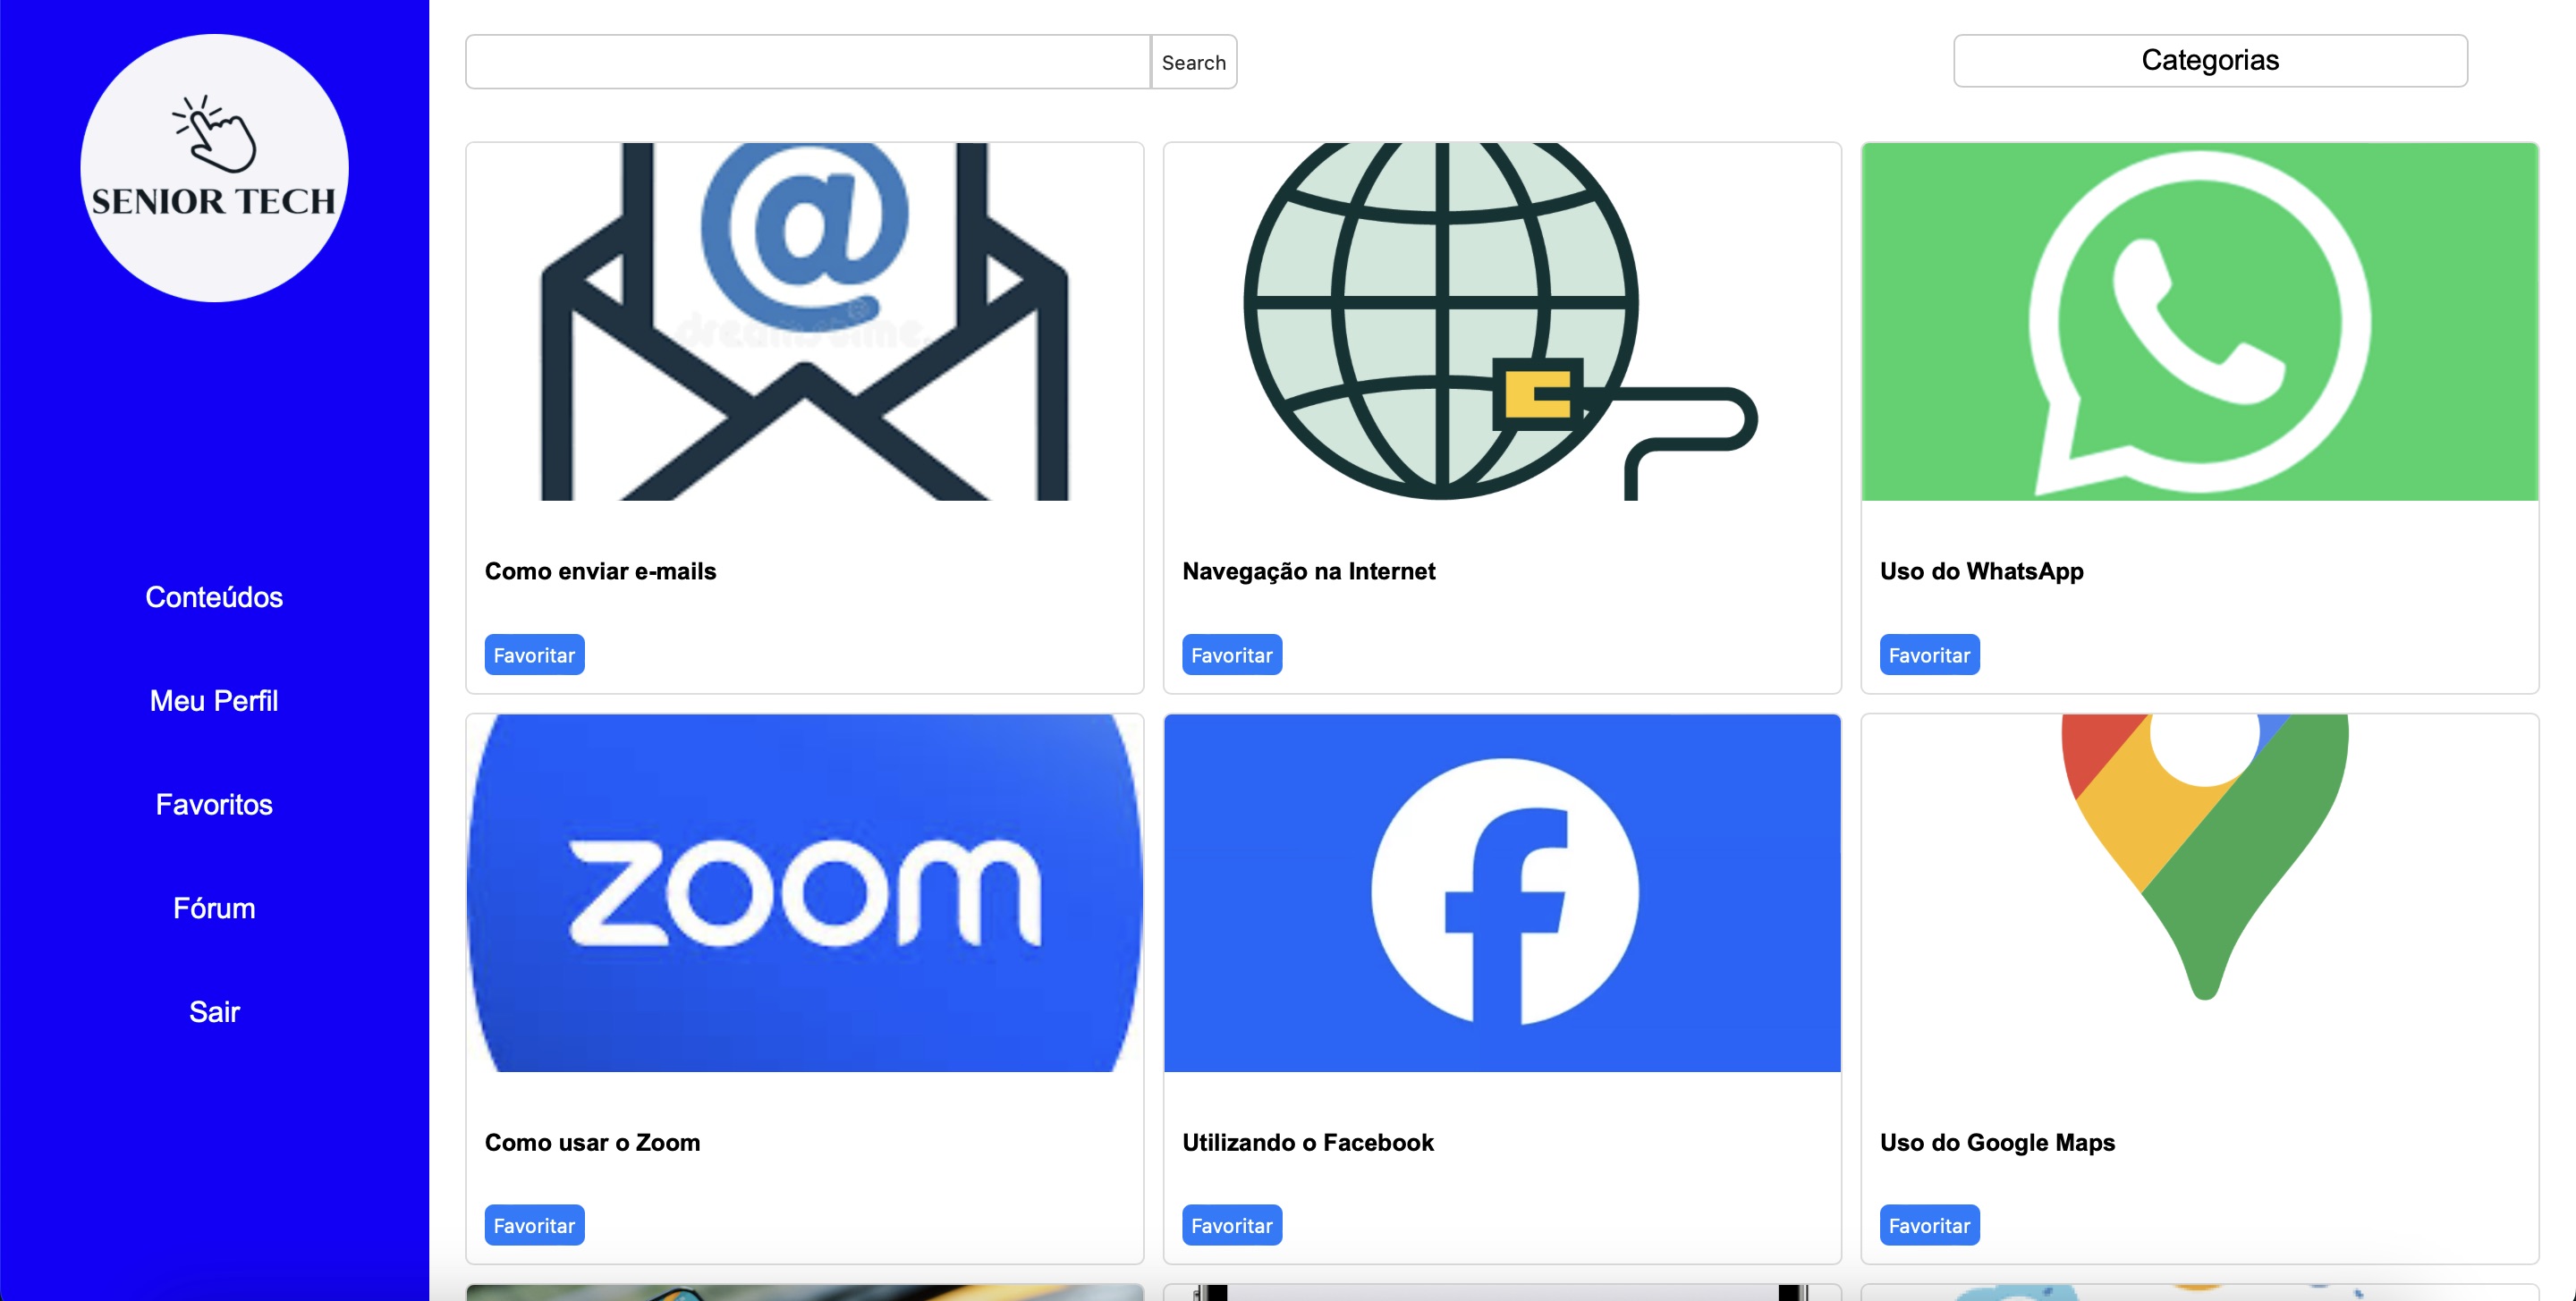 SENIOR TECH
Conteúdos
Meu Perfil
Favoritos
Fórum
Sair
Search
Categorias
@
dreamstime.
Como enviar e-mails
Favoritar
Navegação na Internet
Favoritar
Uso do WhatsApp
Favoritar
zoom
Como usar o Zoom
Favoritar
f
Utilizando o Facebook
Favoritar
Uso do Google Maps
Favoritar